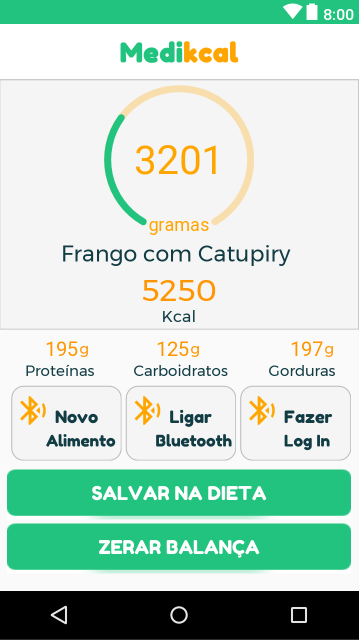 8:00
Medikcal
3201
gramas
Frango com Catupiry
5250
Kcal
195g 125g 197g
Proteínas Carboidratos Gorduras
Novo Ligar Fazer
Alimento Bluetooth Log In
SALVAR NA DIETA
ZERAR BALANÇA